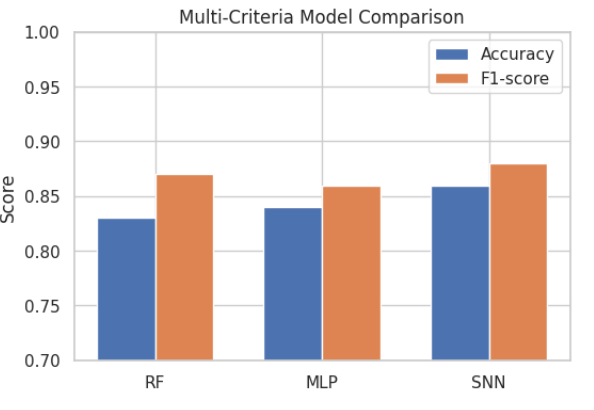 Multi-Criteria Model Comparison
1.00
0.95
0.90
0.85
0.80
0.75
0.70
Score
Accuracy
F1-score
RF
MLP
SNN